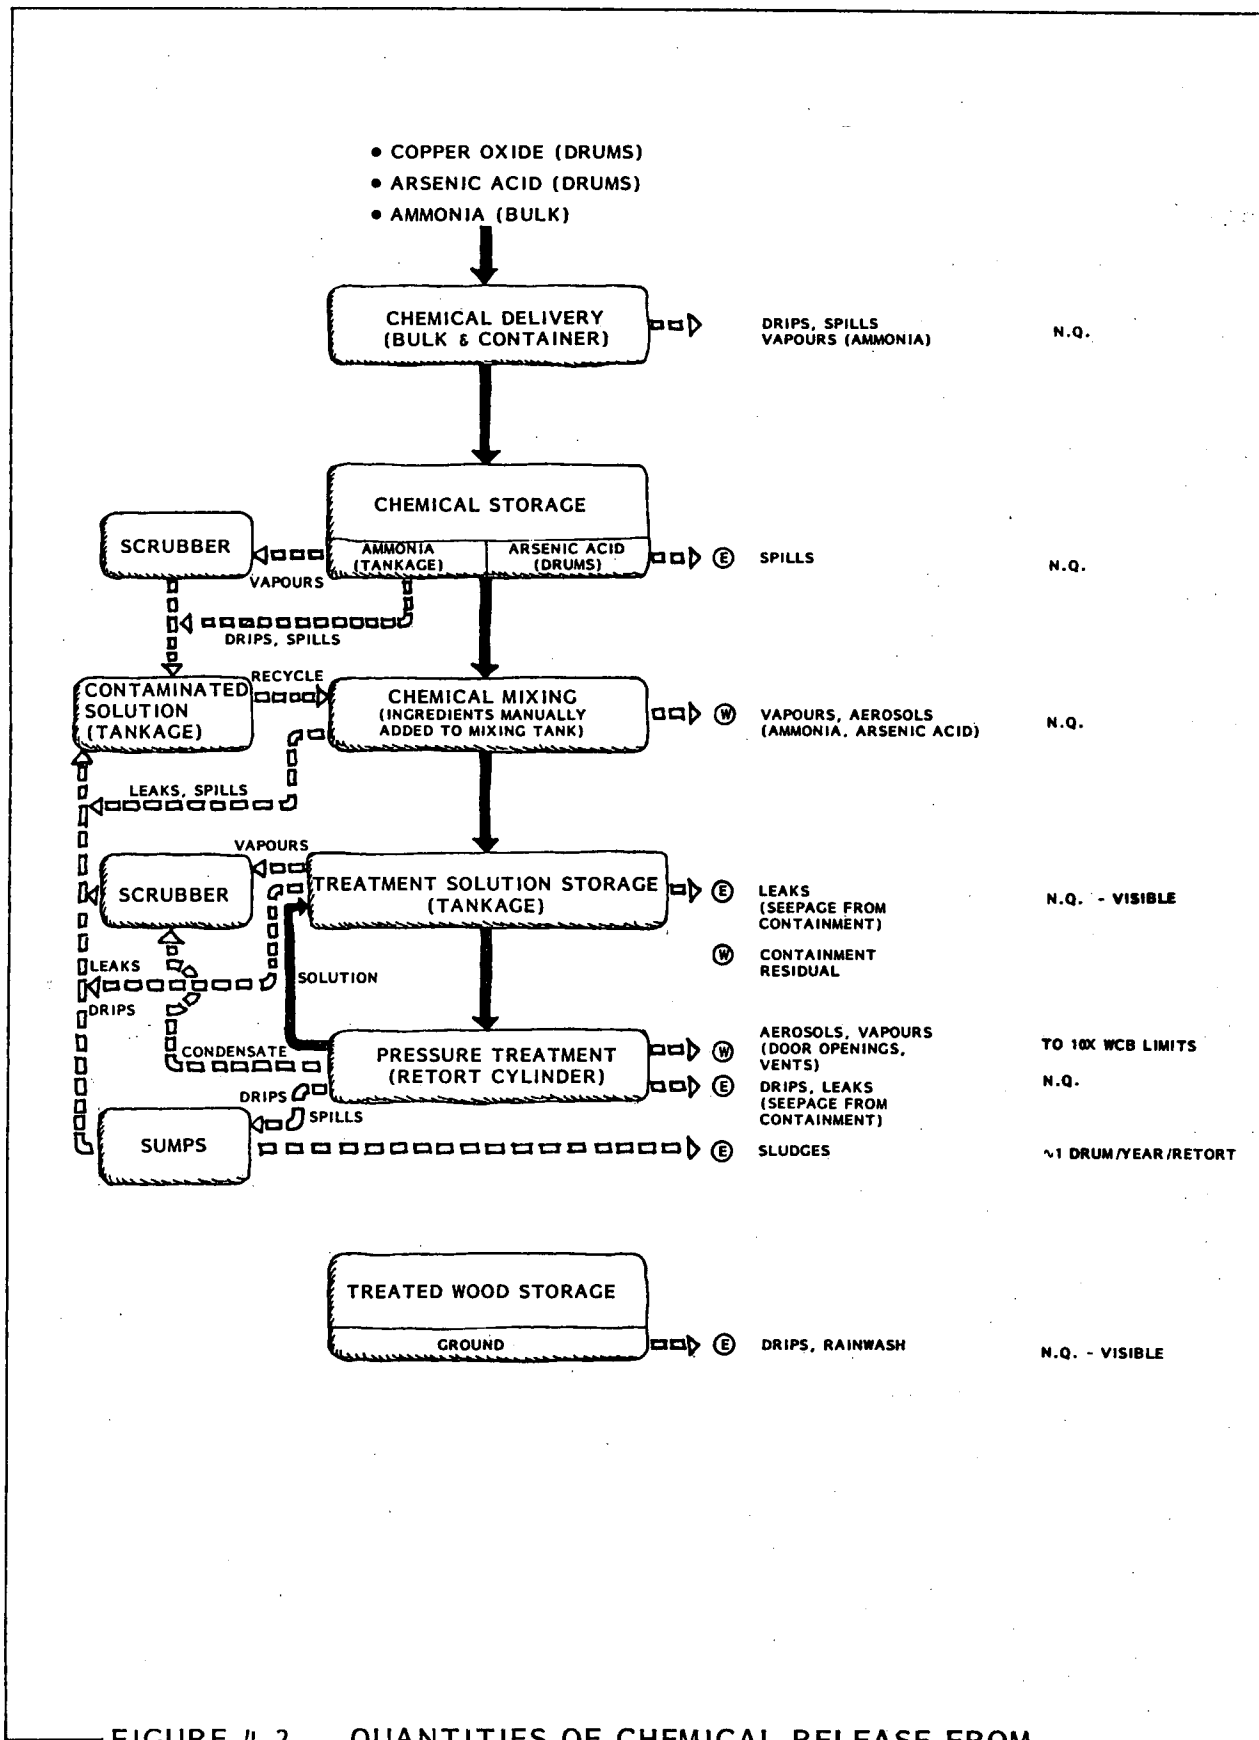 • COPPER OXIDE (DRUMS)
• ARSENIC ACID (DRUMS)
• AMMONIA (BULK)
CHEMICAL DELIVERY
(BULK & CONTAINER)
DRIPS, SPILLS
VAPOURS (AMMONIA)
N.Q.
CHEMICAL STORAGE
SCRUBBER
AMMONIA
(TANKAGE)
ARSENIC ACID
(DRUMS)
E
SPILLS
N.Q.
VAPOURS
DRIPS, SPILLS
CONTAMINATED
SOLUTION
(TANKAGE)
RECYCLE
CHEMICAL MIXING
(INGREDIENTS MANUALLY
ADDED TO MIXING TANK)
W
VAPOURS, AEROSOLS
(AMMONIA, ARSENIC ACID)
N.Q.
LEAKS, SPILLS
VAPOURS
SCRUBBER
TREATMENT SOLUTION STORAGE
(TANKAGE)
E
LEAKS
(SEEPAGE FROM
CONTAINMENT)
N.Q. - VISIBLE
W
CONTAINMENT
RESIDUAL
LEAKS
DRIPS
SOLUTION
CONDENSATE
PRESSURE TREATMENT
(RETORT CYLINDER)
W
AEROSOLS, VAPOURS
(DOOR OPENINGS,
VENTS)
TO 10X WCB LIMITS
E
DRIPS, LEAKS
(SEEPAGE FROM
CONTAINMENT)
N.Q.
DRIPS
SPILLS
SUMPS
E
SLUDGES
~1 DRUM/YEAR/RETORT
TREATED WOOD STORAGE
GROUND
E
DRIPS, RAINWASH
N.Q. - VISIBLE
FIGURE 4.2 QUANTITIES OF CHEMICAL RELEASE FROM